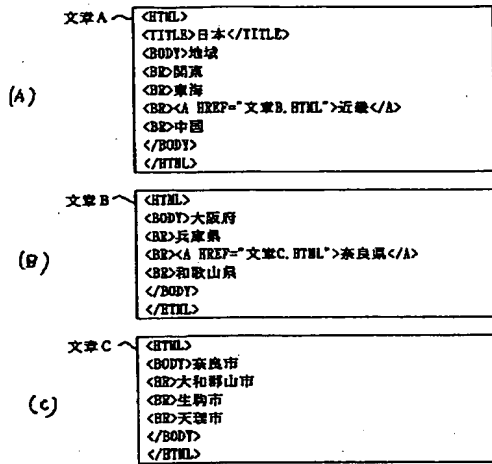 文章A
(A)
<HTML>
<TITLE>日本</TITLE>
<BODY>地域
<BR>関東
<BR>東海
<BR><A HREF="文章B.HTML">近畿</A>
<BR>中国
</BODY>
</HTML>
文章B
(B)
<HTML>
<BODY>大阪府
<BR>兵庫県
<BR><A HREF="文章C.HTML">奈良県</A>
<BR>和歌山県
</BODY>
</HTML>
文章C
(C)
<HTML>
<BODY>奈良市
<BR>大和郡山市
<BR>生駒市
<BR>天理市
</BODY>
</HTML>